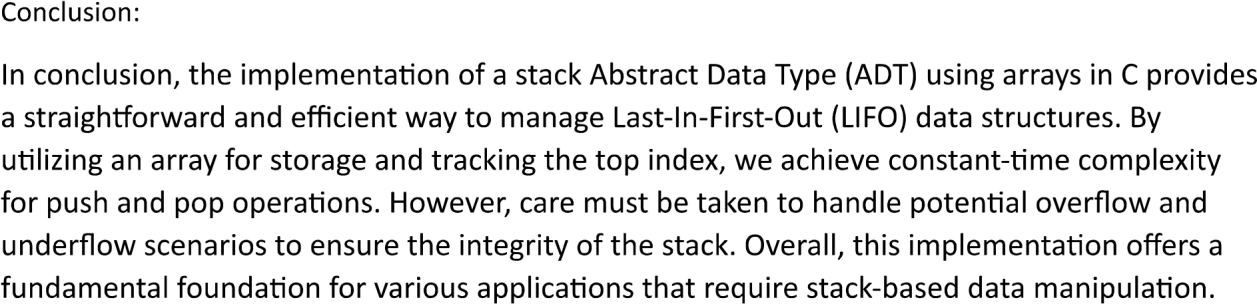 Conclusion:
In conclusion, the implementation of a stack Abstract Data Type (ADT) using arrays in C provides
a straightforward and efficient way to manage Last-In-First-Out (LIFO) data structures. By
utilizing an array for storage and tracking the top index, we achieve constant-time complexity
for push and pop operations. However, care must be taken to handle potential overflow and
underflow scenarios to ensure the integrity of the stack. Overall, this implementation offers a
fundamental foundation for various applications that require stack-based data manipulation.